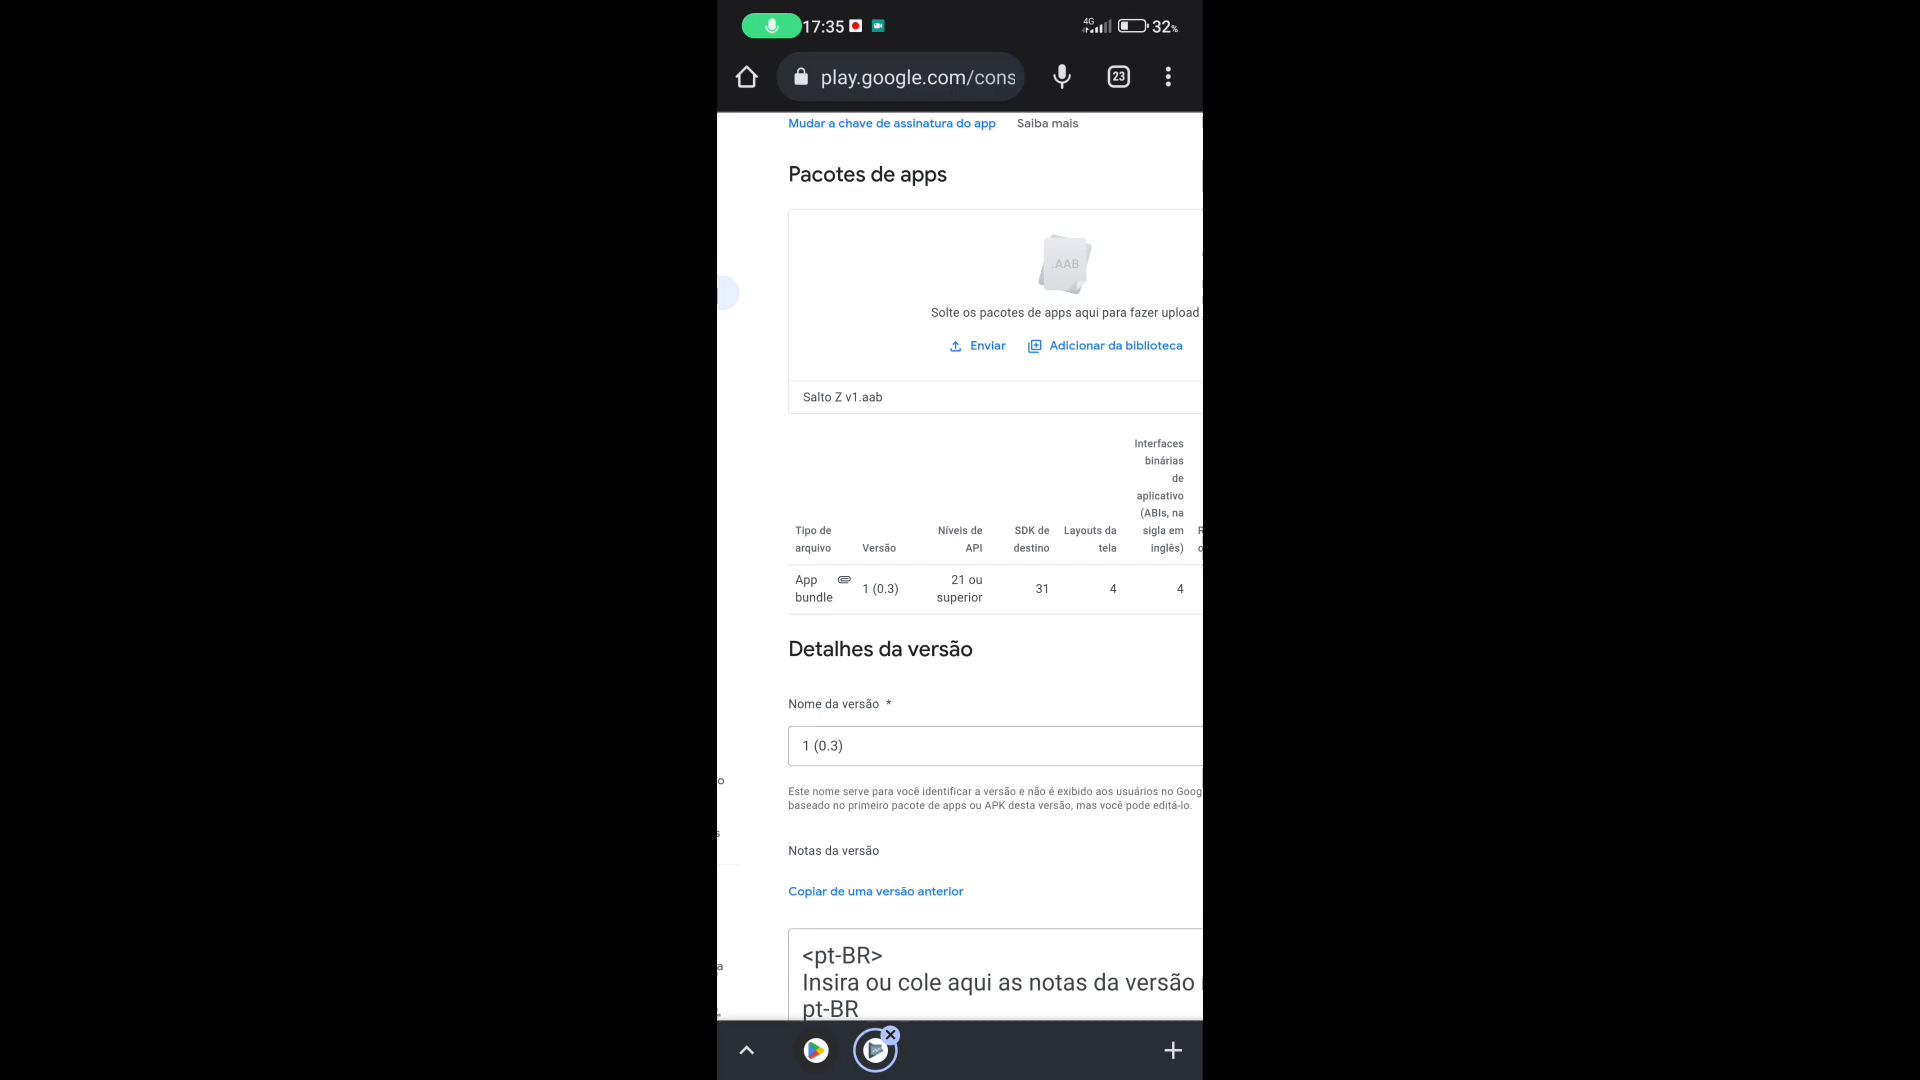 17:35
4G
32%
play.google.com/cons
23
Mudar a chave de assinatura do app Saiba mais
Pacotes de apps
.AAB
Solte os pacotes de apps aqui para fazer upload
Enviar Adicionar da biblioteca
Salto Z v1.aab
Tipo de arquivo
Versão
Níveis de API
SDK de destino
Layouts da tela
Interfaces
binárias
de
aplicativo
(ABIs, na
sigla em
inglês)
App
bundle
1 (0.3)
21 ou
superior
31
4
4
Detalhes da versão
Nome da versão *
1 (0.3)
Este nome serve para você identificar a versão e não é exibido aos usuários no Goog
baseado no primeiro pacote de apps ou APK desta versão, mas você pode editá-lo.
Notas da versão
Copiar de uma versão anterior
<pt-BR>
Insira ou cole aqui as notas da versão
pt-BR